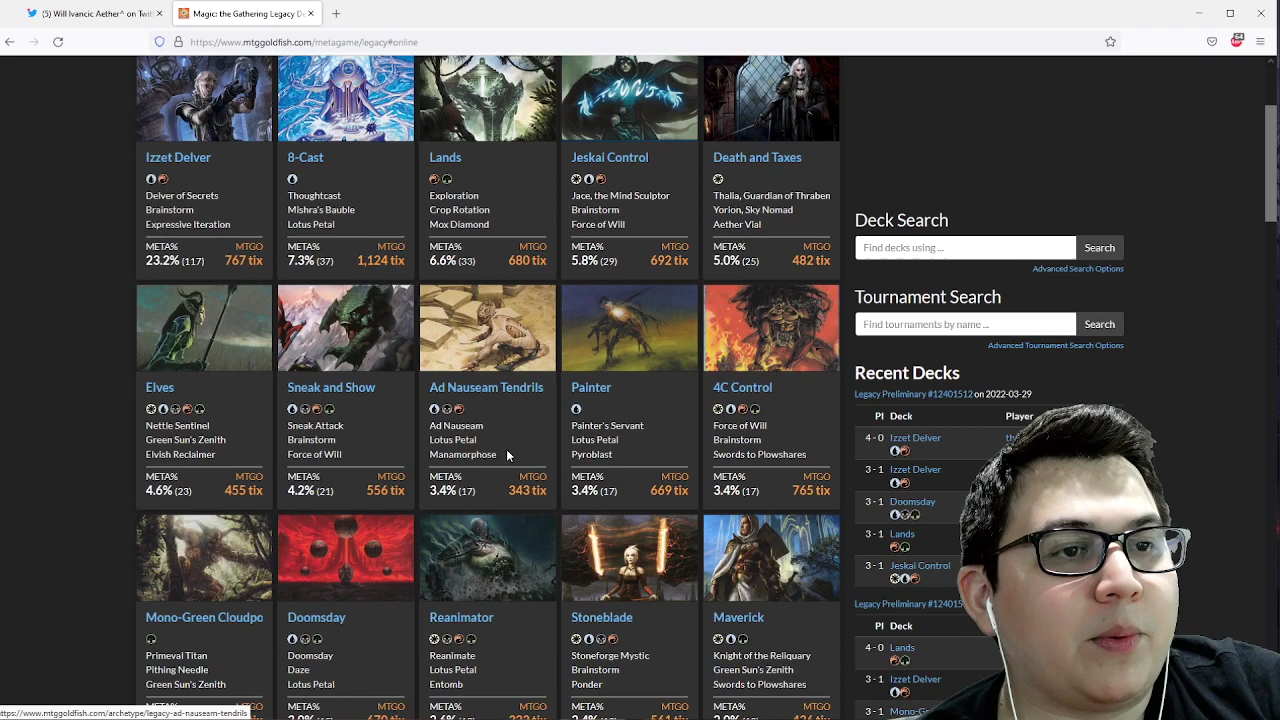 (5) Will Ivancic Aether^ on Twit
Magic: the Gathering Legacy De
https://www.mtggoldfish.com/metagame/legacy#online
Izzet Delver
Delver of Secrets
Brainstorm
Expressive Iteration
META% MTGO
23.2% (117) 767 tix
8-Cast
Thoughtcast
Mishra's Bauble
Lotus Petal
META% MTGO
7.3% (37) 1,124 tix
Lands
Exploration
Crop Rotation
Mox Diamond
META% MTGO
6.6% (33) 680 tix
Jeskai Control
Jace, the Mind Sculptor
Brainstorm
Force of Will
META% MTGO
5.8% (29) 692 tix
Death and Taxes
Thalia, Guardian of Thraben
Yorion, Sky Nomad
Aether Vial
META% MTGO
5.0% (25) 482 tix
Elves
Nettle Sentinel
Green Sun's Zenith
Elvish Reclaimer
META% MTGO
4.6% (23) 455 tix
Sneak and Show
Sneak Attack
Brainstorm
Force of Will
META% MTGO
4.2% (21) 556 tix
Ad Nauseam Tendrils
Ad Nauseam
Lotus Petal
Manamorphose
META% MTGO
3.4% (17) 343 tix
Painter
Painter's Servant
Lotus Petal
Pyroblast
META% MTGO
3.4% (17) 669 tix
4C Control
Force of Will
Brainstorm
Swords to Plowshares
META% MTGO
3.4% (17) 765 tix
Mono-Green Cloudpo
Primeval Titan
Pithing Needle
Green Sun's Zenith
Doomsday
Doomsday
Daze
Lotus Petal
Reanimator
Reanimate
Lotus Petal
Entomb
Stoneblade
Stoneforge Mystic
Brainstorm
Ponder
Maverick
Knight of the Reliquary
Green Sun's Zenith
Swords to Plowshares
Deck Search
Find decks using ... Search
Advanced Search Options
Tournament Search
Find tournaments by name ... Search
Advanced Tournament Search Options
Recent Decks
Legacy Preliminary #12401512 on 2022-03-29
Pl Deck Player
4 - 0 Izzet Delver
3 - 1 Izzet Delver
3 - 1 Doomsday
3 - 1 Lands
3 - 1 Jeskai Control
Legacy Preliminary #124015
Pl Deck
4 - 0 Lands
3 - 1 Izzet Delver
3 - 1 Mono-G
https://www.mtggoldfish.com/archetype/legacy-ad-nauseam-tendrils